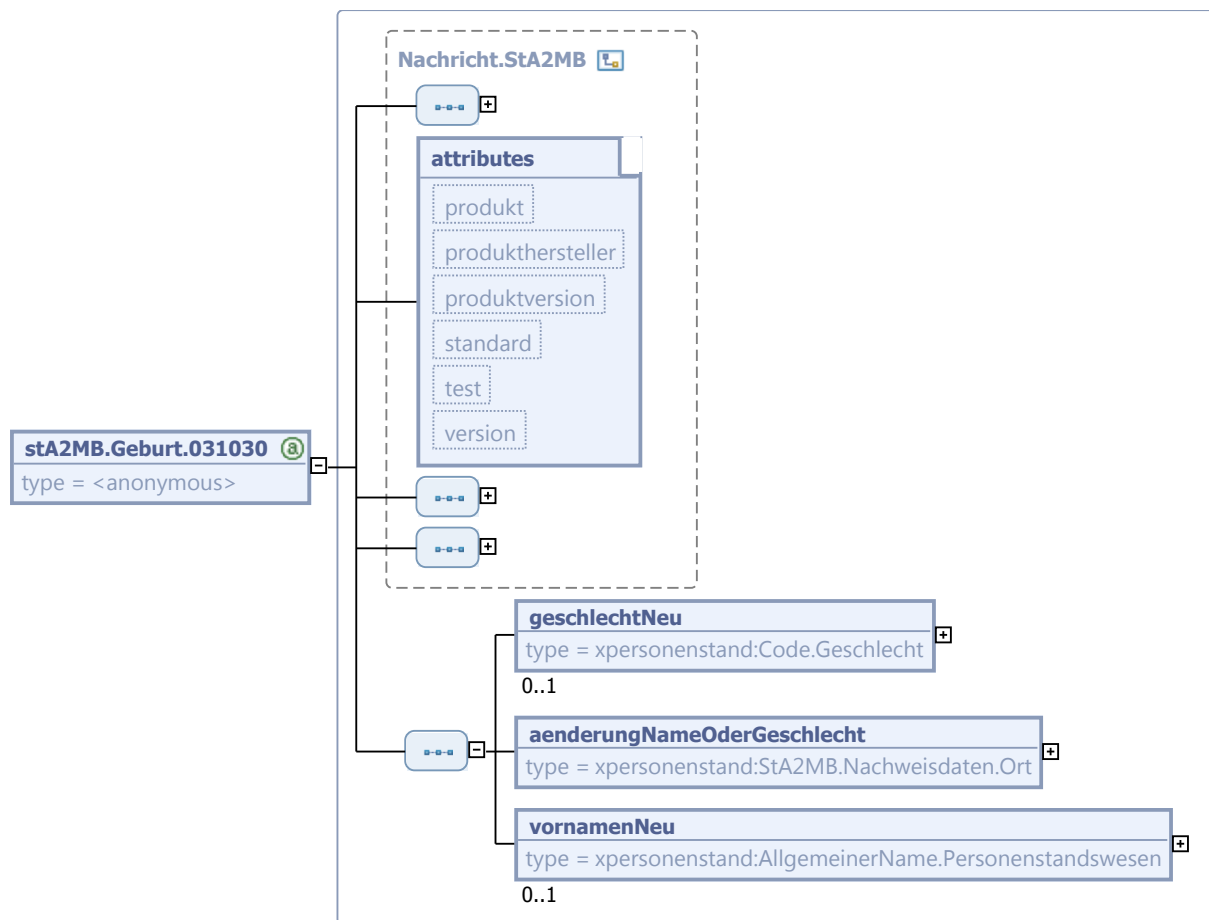 Nachricht.StA2MB
attributes
produkt
produkthersteller
produktversion
standard
test
version
stA2MB.Geburt.031030 a
type = <anonymous>
geschlechtNeu
type = xpersonenstand:Code.Geschlecht
0..1
aenderungNameOderGeschlecht
type = xpersonenstand:StA2MB.Nachweisdaten.Ort
vornamenNeu
type = xpersonenstand:AllgemeinerName.Personenstandswesen
0..1